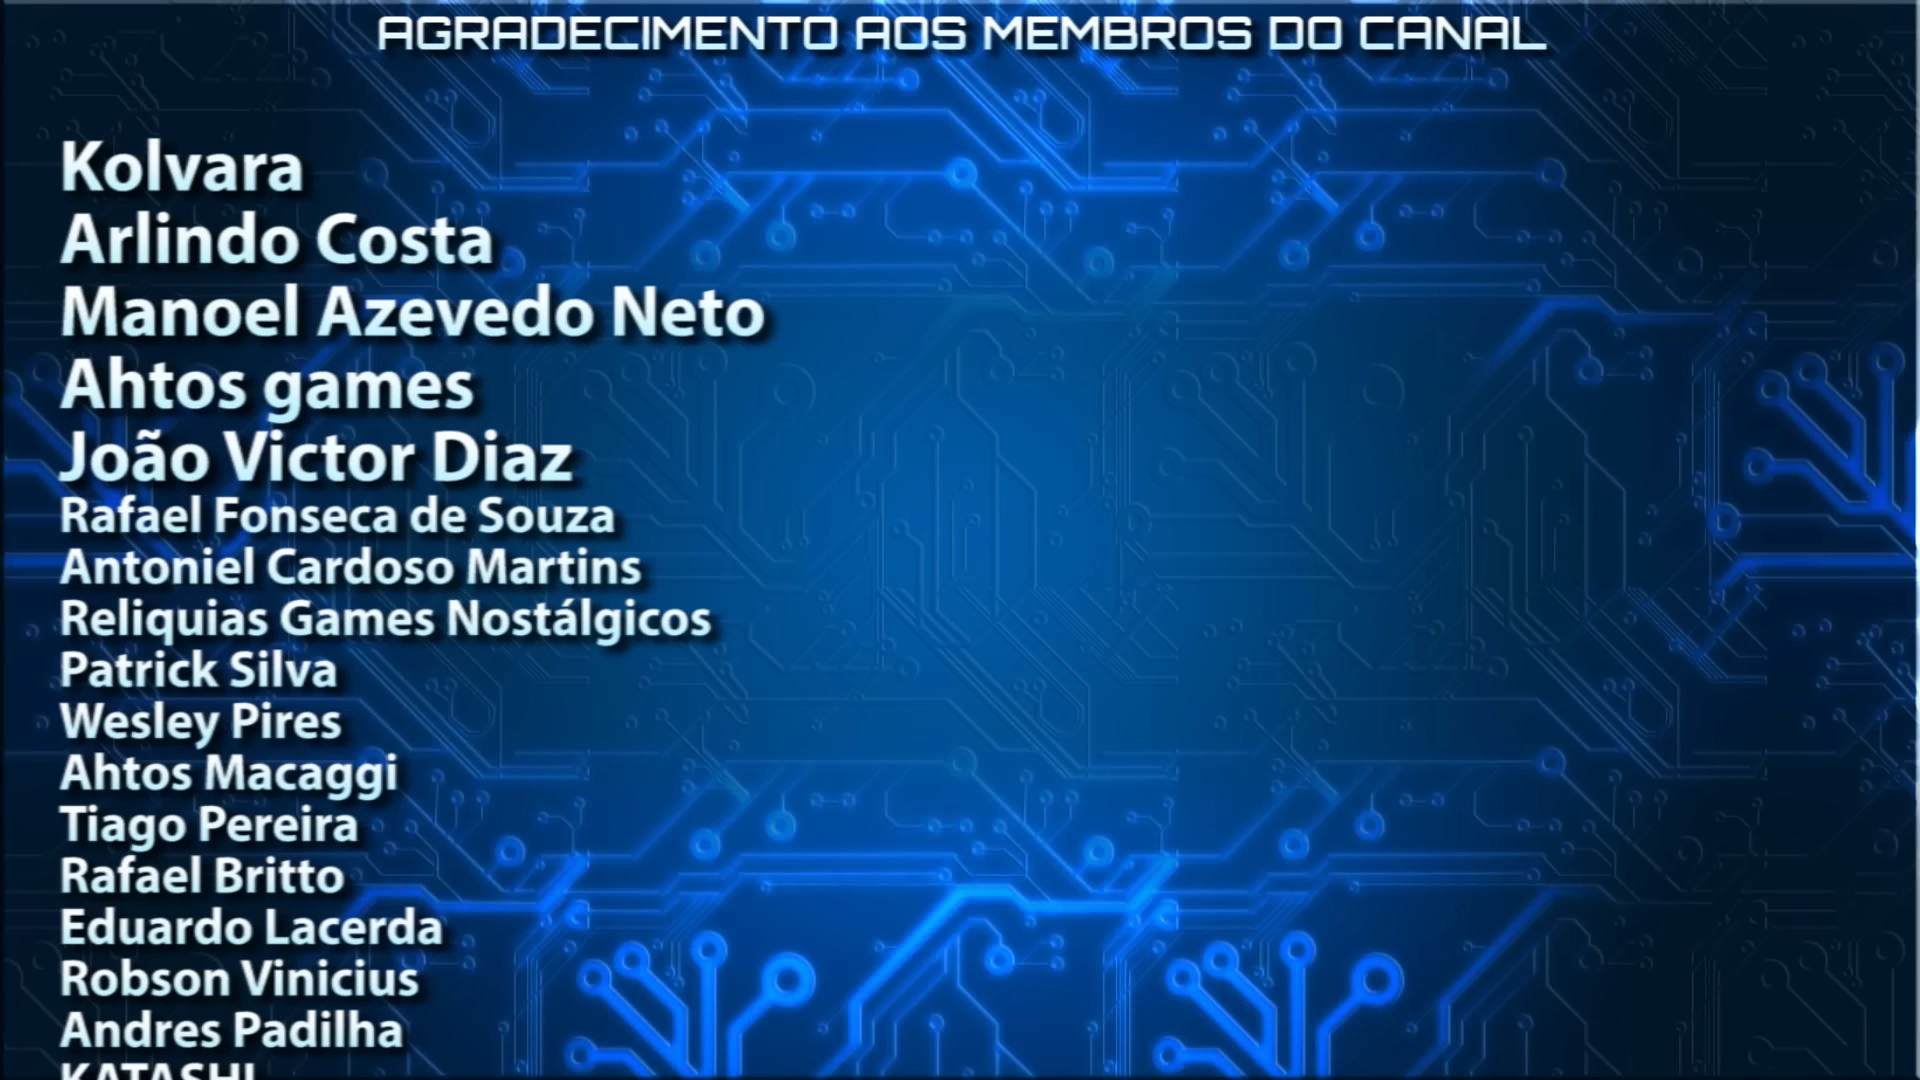 AGRADECIMENTO AOS MEMBROS DO CANAL
Kolvara
Arlindo Costa
Manoel Azevedo Neto
Ahtos games
João Victor Diaz
Rafael Fonseca de Souza
Antoniel Cardoso Martins
Reliquias Games Nostálgicos
Patrick Silva
Wesley Pires
Ahtos Macaggi
Tiago Pereira
Rafael Britto
Eduardo Lacerda
Robson Vinicius
Andres Padilha
KATASHI